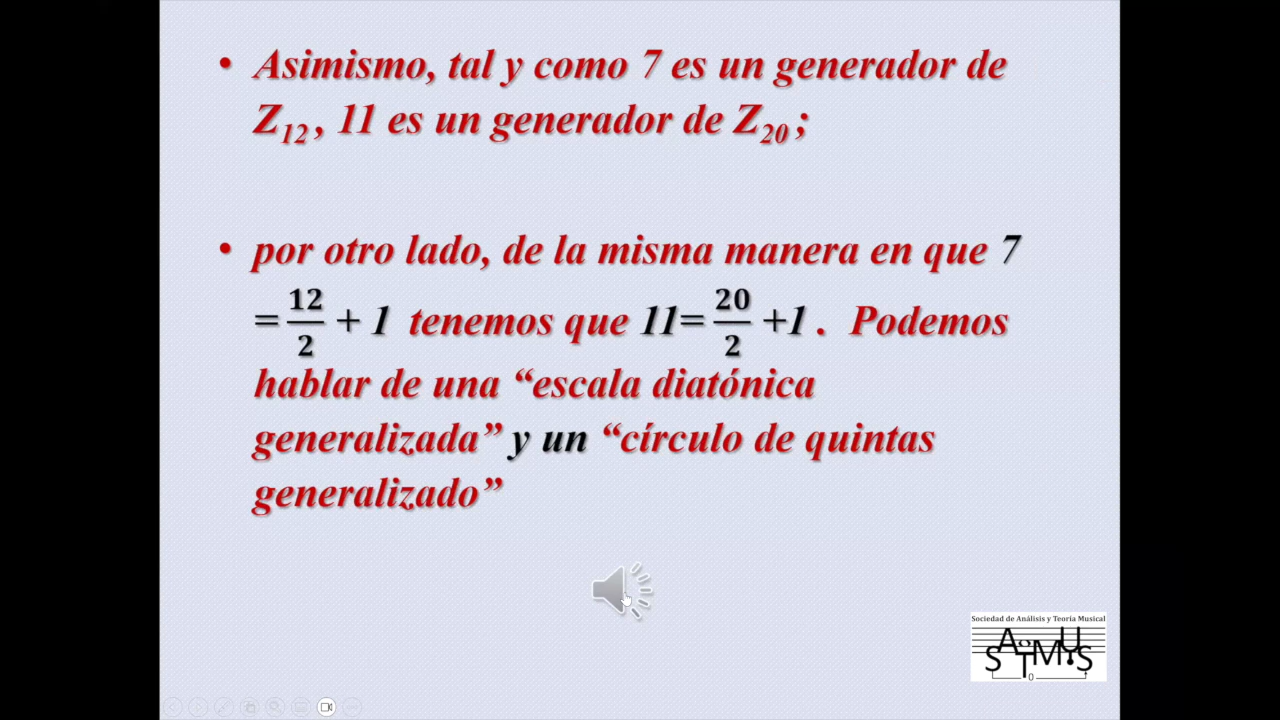 • Asimismo, tal y como 7 es un generador de
Z₁₂ , 11 es un generador de Z₂₀ ;
• por otro lado, de la misma manera en que 7
= 12/2 + 1 tenemos que 11= 20/2 +1 . Podemos
hablar de una “escala diatónica
generalizada” y un “círculo de quintas
generalizado”
Sociedad de Análisis y Teoría Musical
SATMUS
0